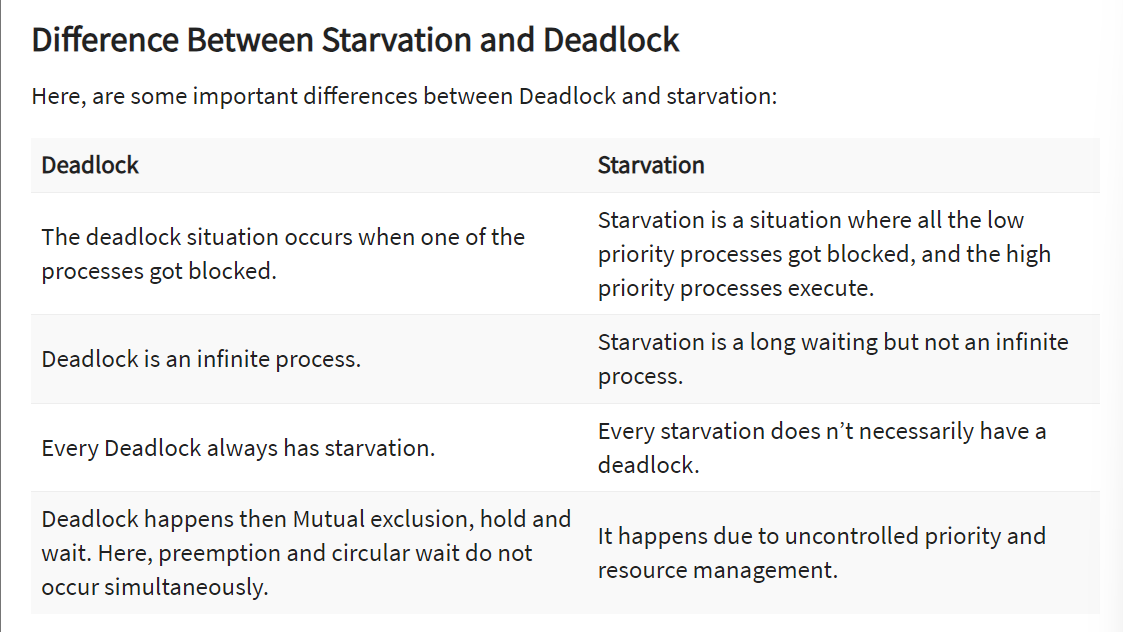 Difference Between Starvation and Deadlock
Here, are some important differences between Deadlock and starvation:
Deadlock
Starvation
The deadlock situation occurs when one of the
processes got blocked.
Starvation is a situation where all the low
priority processes got blocked, and the high
priority processes execute.
Deadlock is an infinite process.
Starvation is a long waiting but not an infinite
process.
Every Deadlock always has starvation.
Every starvation does n’t necessarily have a
deadlock.
Deadlock happens then Mutual exclusion, hold and
wait. Here, preemption and circular wait do not
occur simultaneously.
It happens due to uncontrolled priority and
resource management.